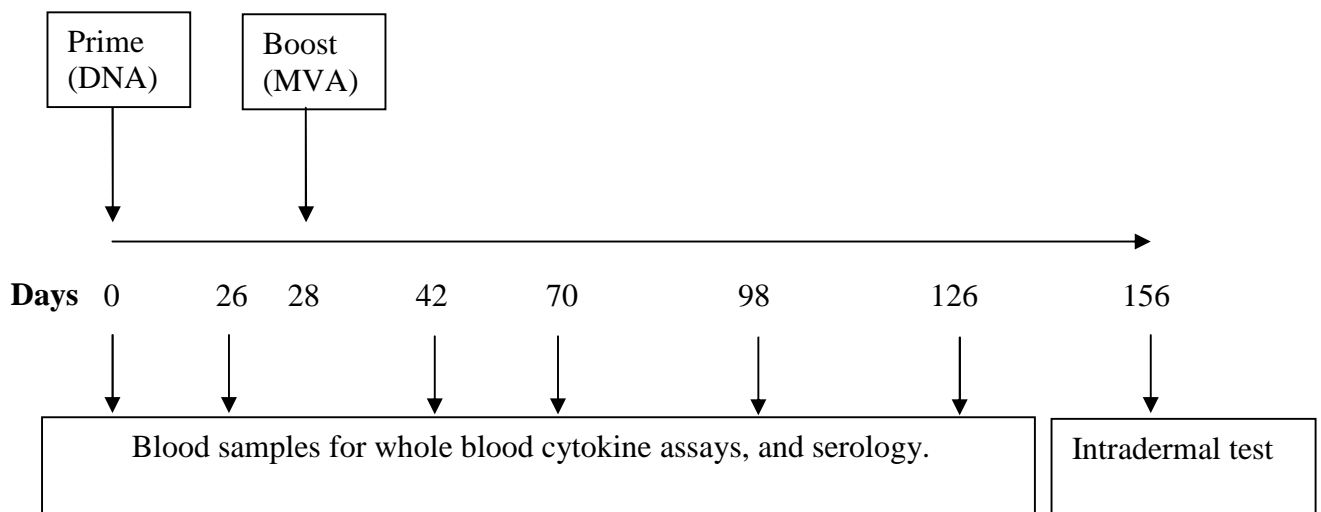 Prime
(DNA)
Boost
(MVA)
Days 0 26 28 42 70 98 126 156
Blood samples for whole blood cytokine assays, and serology.
Intradermal test